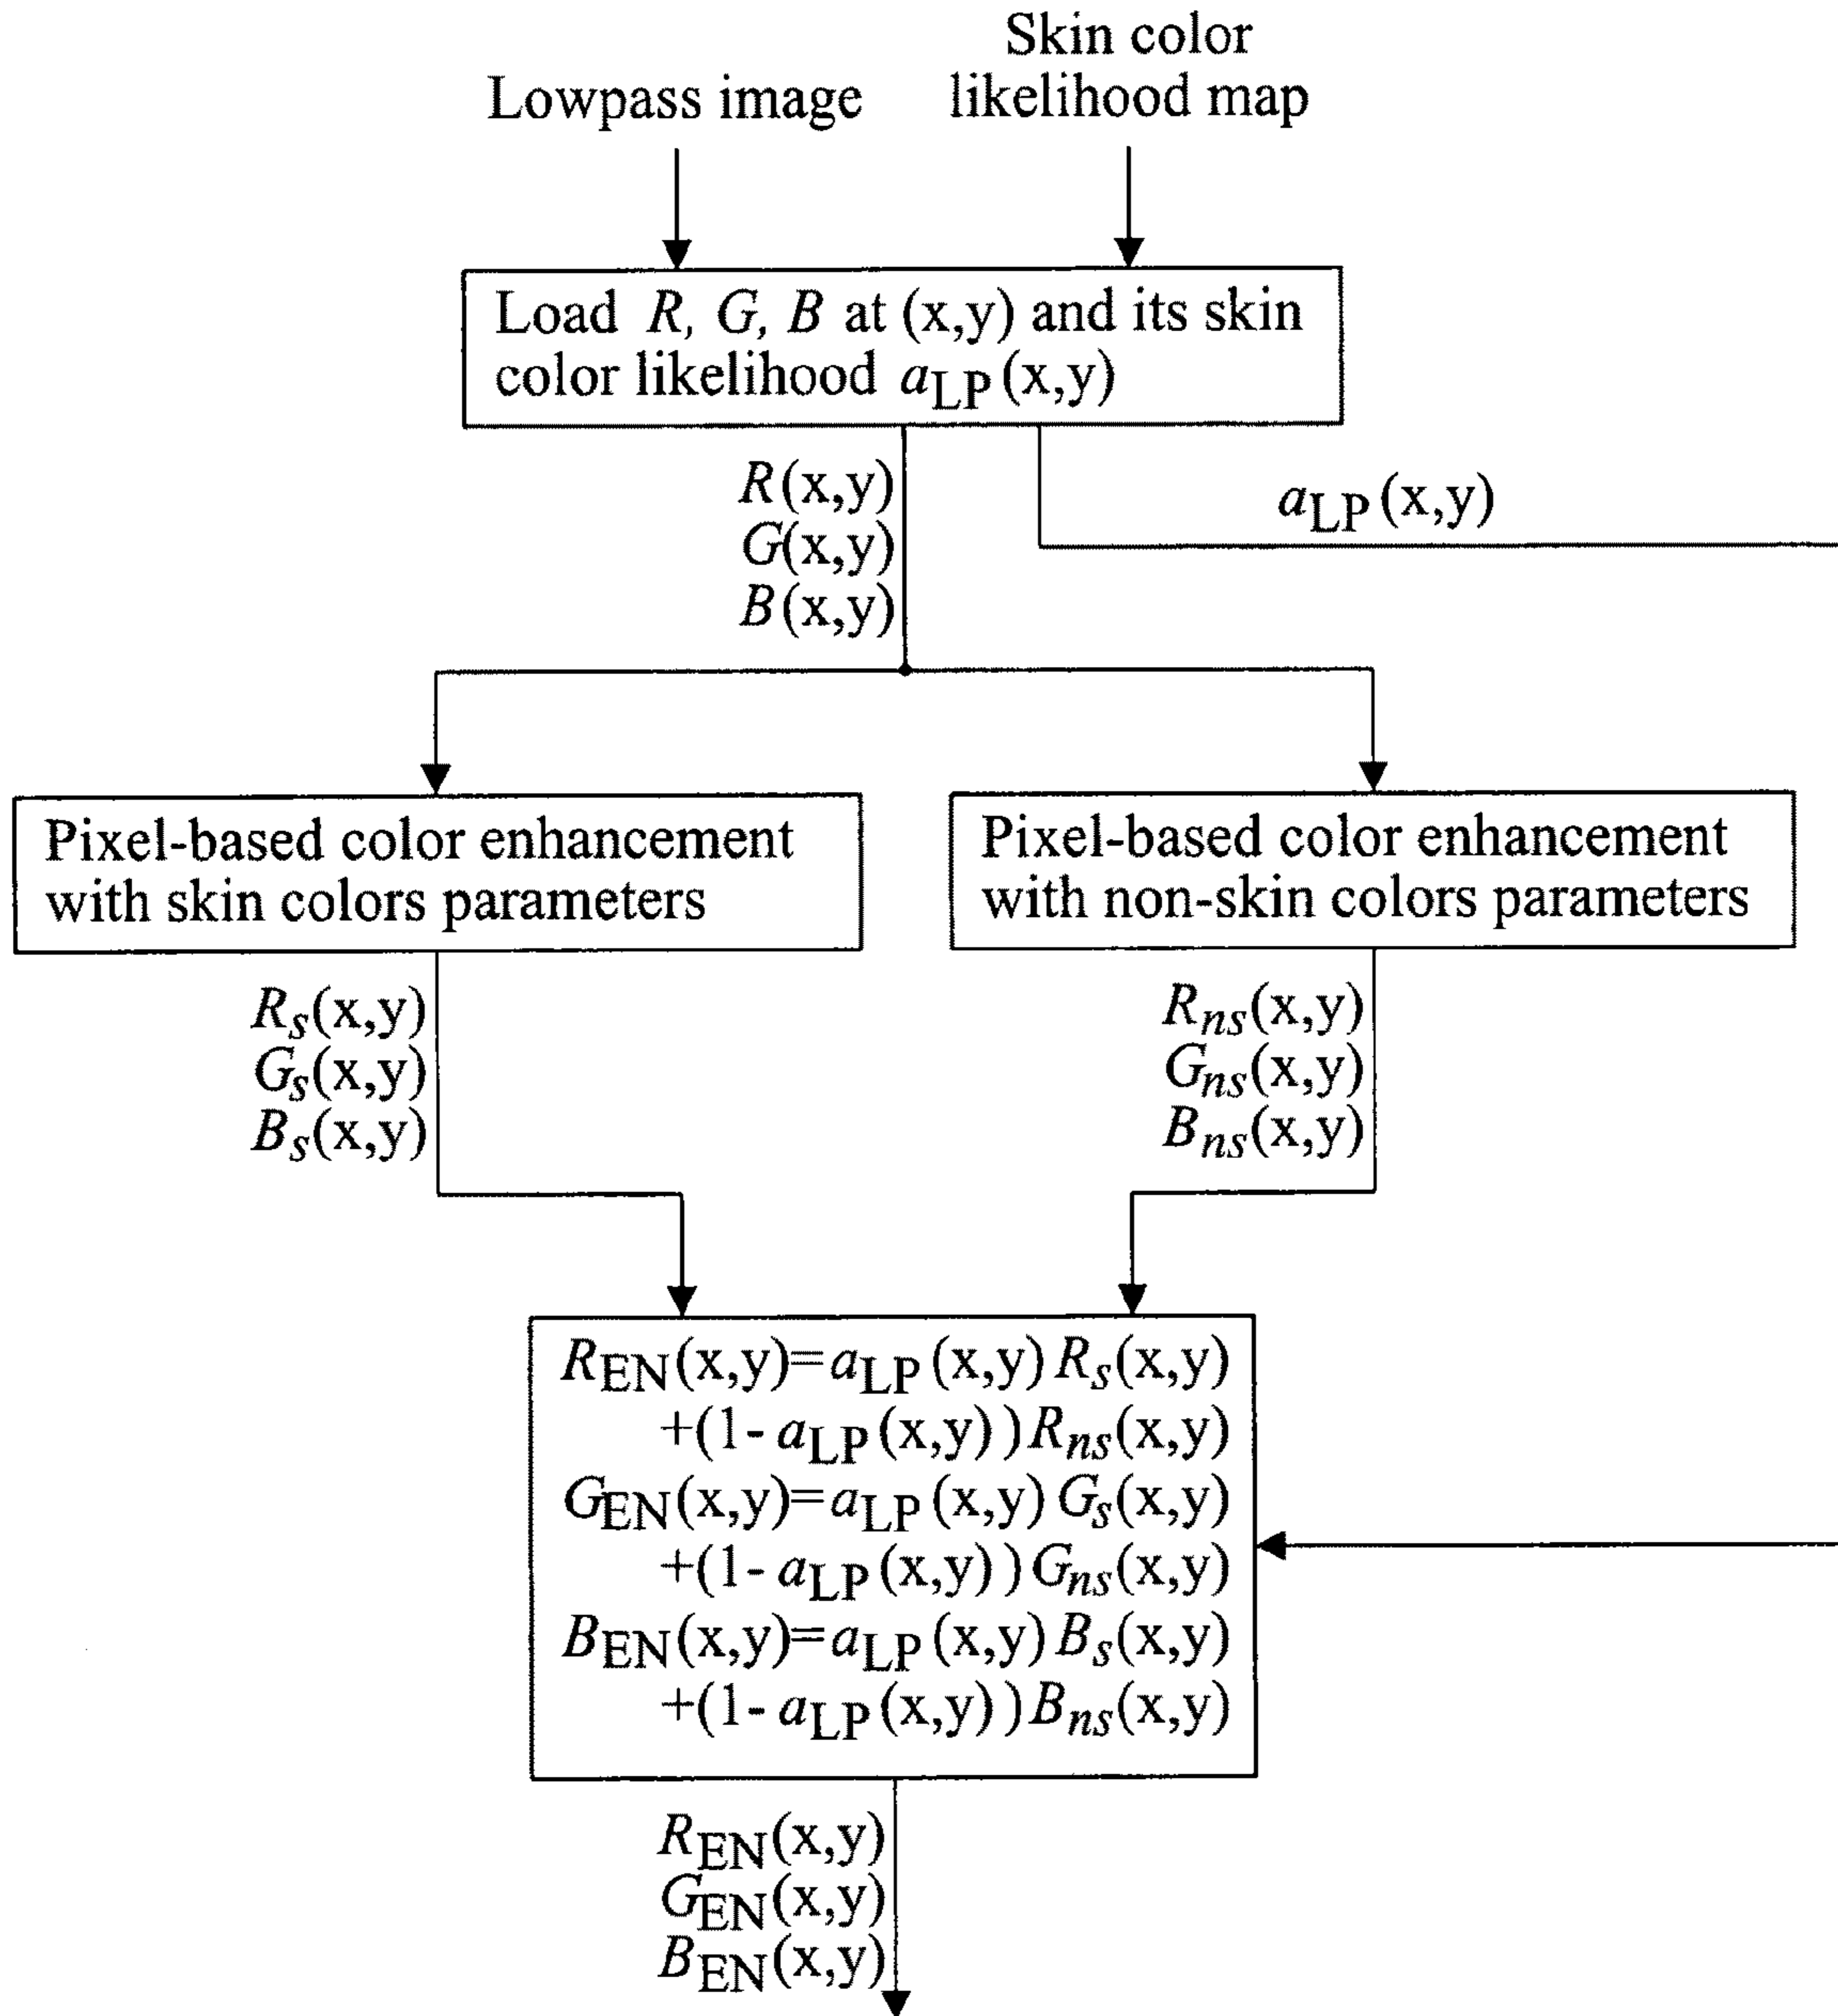 Lowpass image
Skin color
likelihood map
Load R, G, B at (x,y) and its skin
color likelihood aLP(x,y)
R(x,y)
G(x,y)
B(x,y)
aLP(x,y)
Pixel-based color enhancement
with skin colors parameters
Pixel-based color enhancement
with non-skin colors parameters
Rs(x,y)
Gs(x,y)
Bs(x,y)
Rns(x,y)
Gns(x,y)
Bns(x,y)
REN(x,y)=aLP(x,y)Rs(x,y)
+(1-aLP(x,y))Rns(x,y)
GEN(x,y)=aLP(x,y)Gs(x,y)
+(1-aLP(x,y))Gns(x,y)
BEN(x,y)=aLP(x,y)Bs(x,y)
+(1-aLP(x,y))Bns(x,y)
REN(x,y)
GEN(x,y)
BEN(x,y)